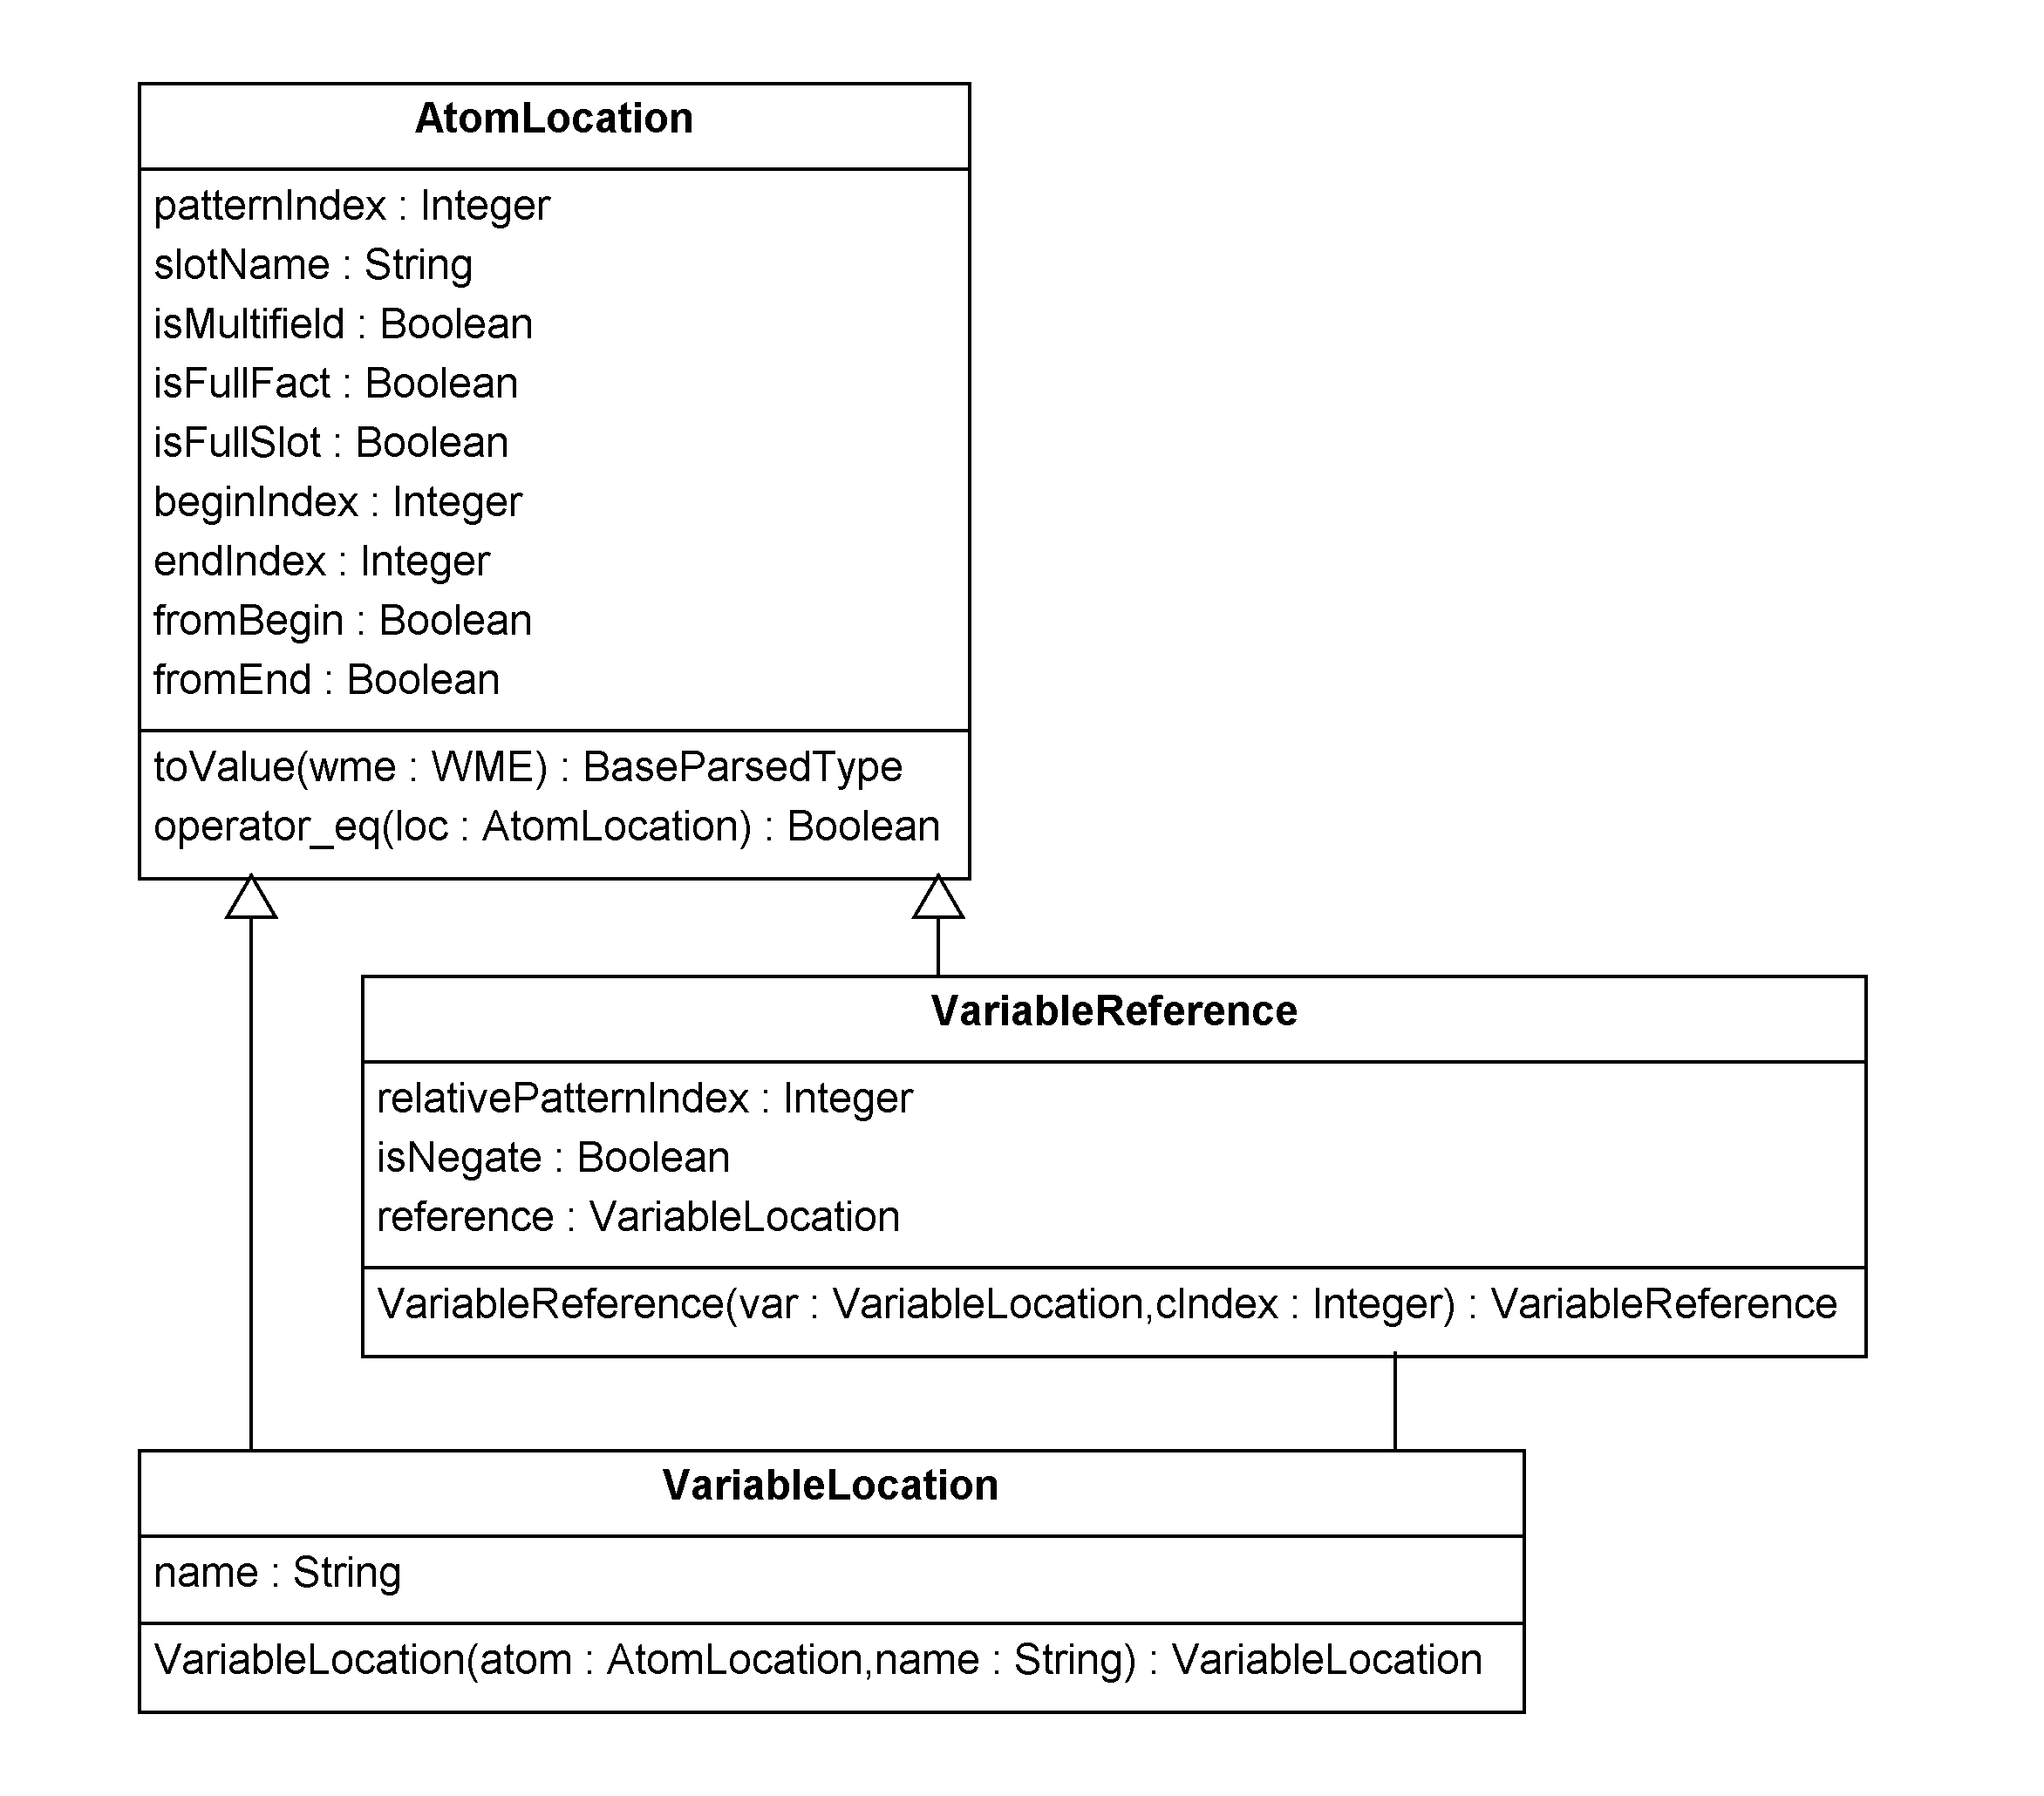 AtomLocation
patternIndex : Integer
slotName : String
isMultifield : Boolean
isFullFact : Boolean
isFullSlot : Boolean
beginIndex : Integer
endIndex : Integer
fromBegin : Boolean
fromEnd : Boolean
toValue(wme : WME) : BaseParsedType
operator_eq(loc : AtomLocation) : Boolean
VariableReference
relativePatternIndex : Integer
isNegate : Boolean
reference : VariableLocation
VariableReference(var : VariableLocation,cIndex : Integer) : VariableReference
VariableLocation
name : String
VariableLocation(atom : AtomLocation,name : String) : VariableLocation